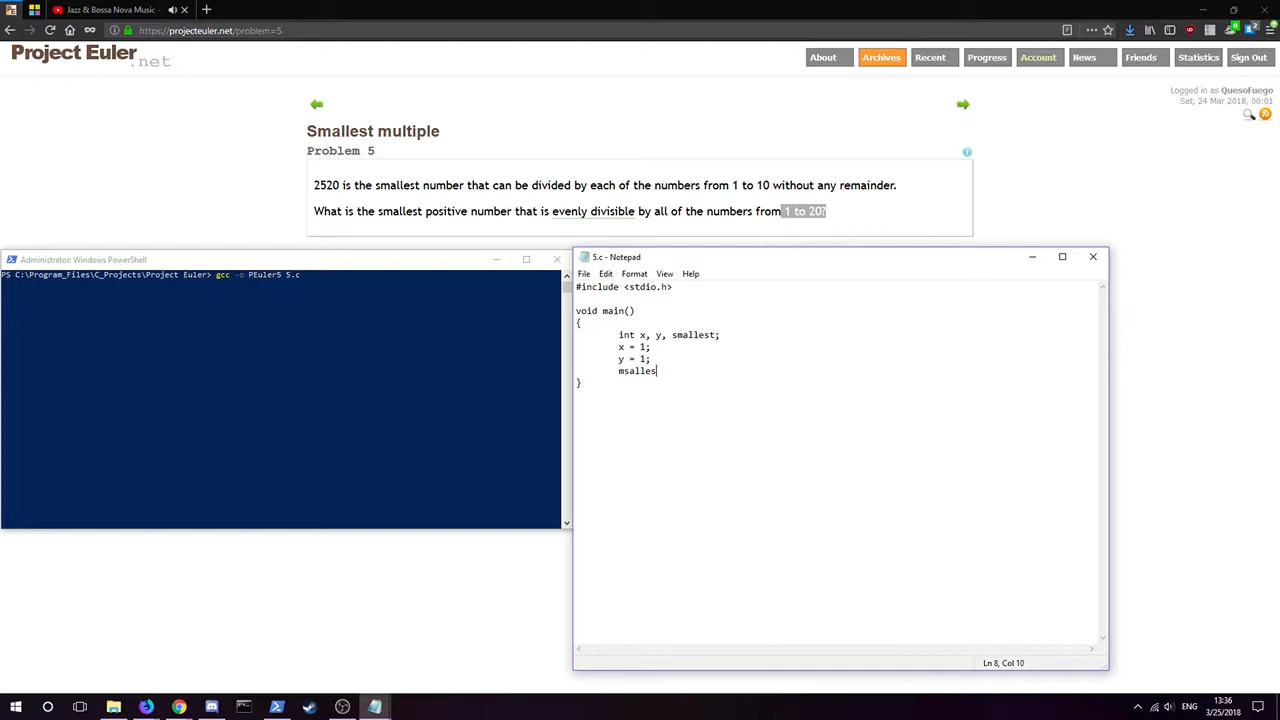 Jazz & Bossa Nova Music -
https://projecteuler.net/problem=5
Project Euler
.net
About
Archives
Recent
Progress
Account
News
Friends
Statistics
Sign Out
Logged in as QuesoFuego
Sat, 24 Mar 2018, 00:01
Smallest multiple
Problem 5
2520 is the smallest number that can be divided by each of the numbers from 1 to 10 without any remainder.
What is the smallest positive number that is evenly divisible by all of the numbers from 1 to 20?
Administrator: Windows PowerShell
PS C:\Program_Files\C_Projects\Project Euler> gcc -o PEuler5 5.c
5.c - Notepad
File Edit Format View Help
#include <stdio.h>
void main()
{
int x, y, smallest;
x = 1;
y = 1;
msalles
}
Ln 8, Col 10
ENG
13:36
3/25/2018